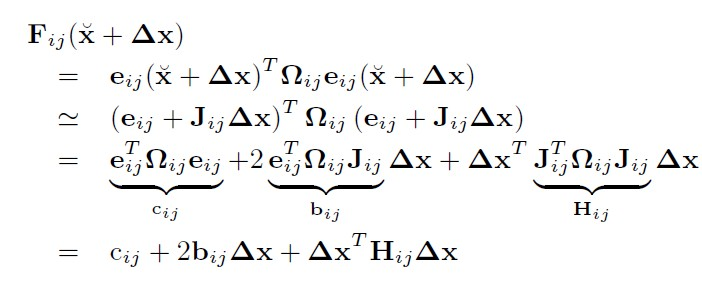 F_{ij}(x̆ + Δx)
= e_{ij}(x̆ + Δx)^T Ω_{ij} e_{ij}(x̆ + Δx)
≃ (e_{ij} + J_{ij}Δx)^T Ω_{ij} (e_{ij} + J_{ij}Δx)
= e_{ij}^T Ω_{ij} e_{ij} +2 e_{ij}^T Ω_{ij} J_{ij} Δx + Δx^T J_{ij}^T Ω_{ij} J_{ij} Δx
c_{ij} b_{ij} H_{ij}
= c_{ij} + 2b_{ij}Δx + Δx^T H_{ij}Δx